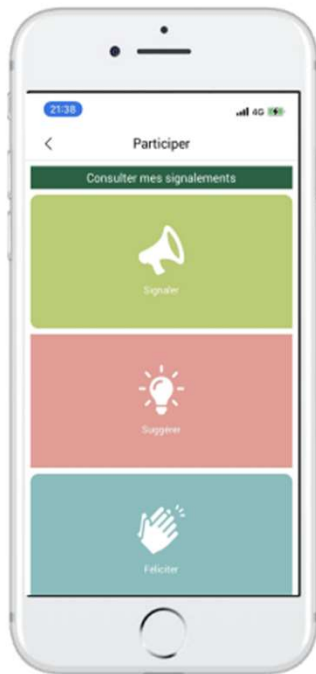 21:38
4G
Participer
Consulter mes signalements
Signaler
Suggérer
Féliciter